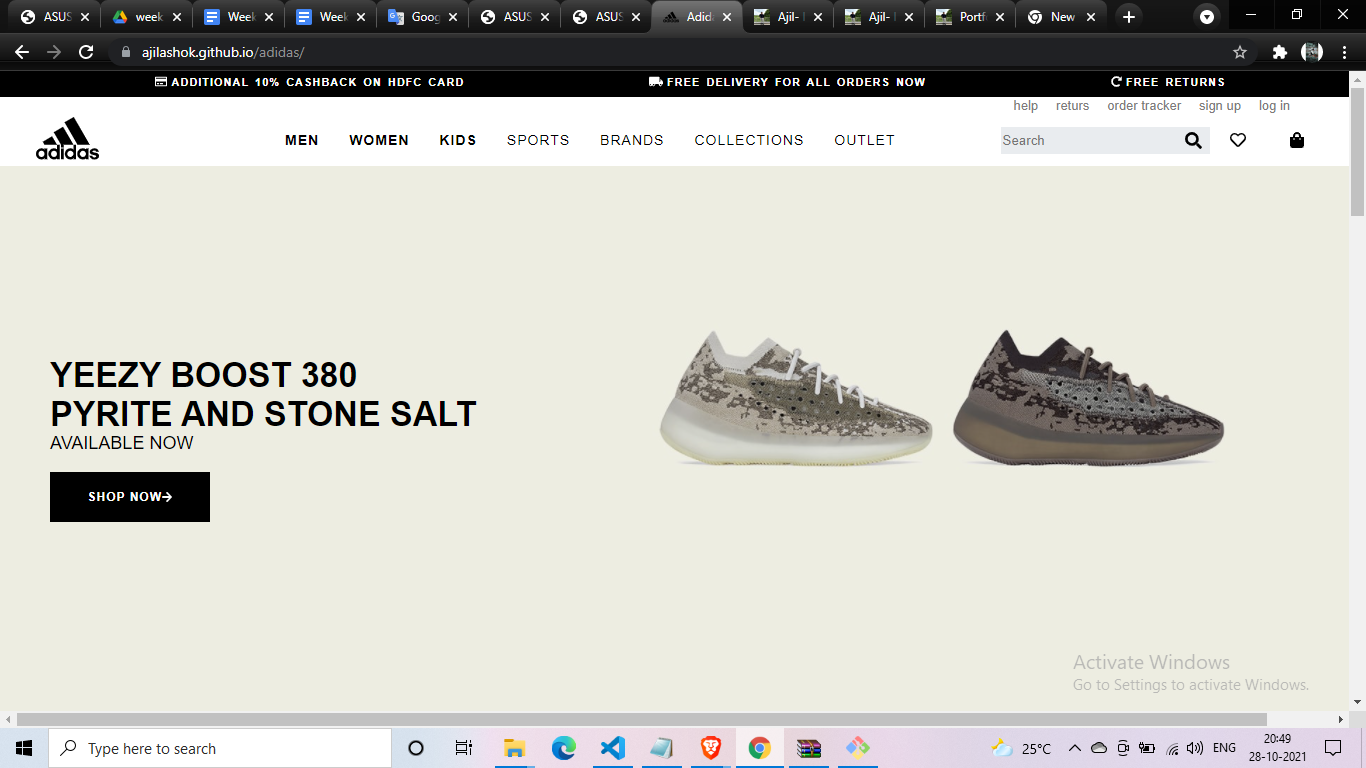 ASUS
week
Week
Week
Goog
ASUS
ASUS
Adid
Ajil-
Ajil-
Portf
New
ajilashok.github.io/adidas/
ADDITIONAL 10% CASHBACK ON HDFC CARD
FREE DELIVERY FOR ALL ORDERS NOW
FREE RETURNS
help returs order tracker sign up log in
adidas
MEN WOMEN KIDS SPORTS BRANDS COLLECTIONS OUTLET
Search
YEEZY BOOST 380
PYRITE AND STONE SALT
AVAILABLE NOW
SHOP NOW
Activate Windows
Go to Settings to activate Windows.
Type here to search
25°C
ENG
20:49
28-10-2021